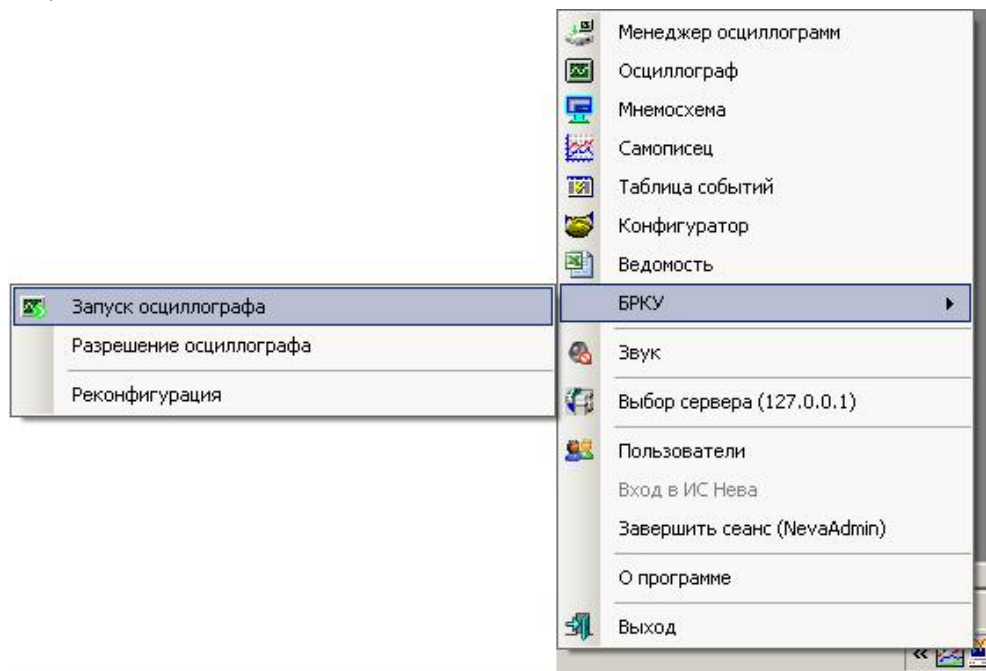 Менеджер осциллограмм
Осциллограф
Мнемосхема
Самописец
Таблица событий
Конфигуратор
Ведомость
БРКУ
Запуск осциллографа
Разрешение осциллографа
Реконфигурация
Звук
Выбор сервера (127.0.0.1)
Пользователи
Вход в ИС Нева
Завершить сеанс (NevaAdmin)
О программе
Выход
«